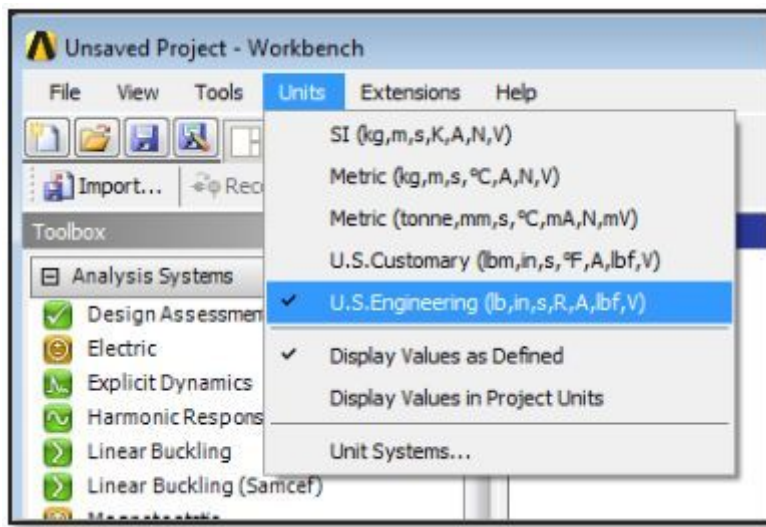 Unsaved Project - Workbench
File View Tools Units Extensions Help
SI (kg,m,s,K,A,N,V)
Metric (kg,m,s,°C,A,N,V)
Metric (tonne,mm,s,°C,mA,N,mV)
U.S.Customary (lbm,in,s,°F,A,lbf,V)
U.S.Engineering (lb,in,s,R,A,lbf,V)
Display Values as Defined
Display Values in Project Units
Unit Systems...
Import... Rec
Toolbox
Analysis Systems
Design Assessmen
Electric
Explicit Dynamics
Harmonic Respons
Linear Buckling
Linear Buckling (Samcef)